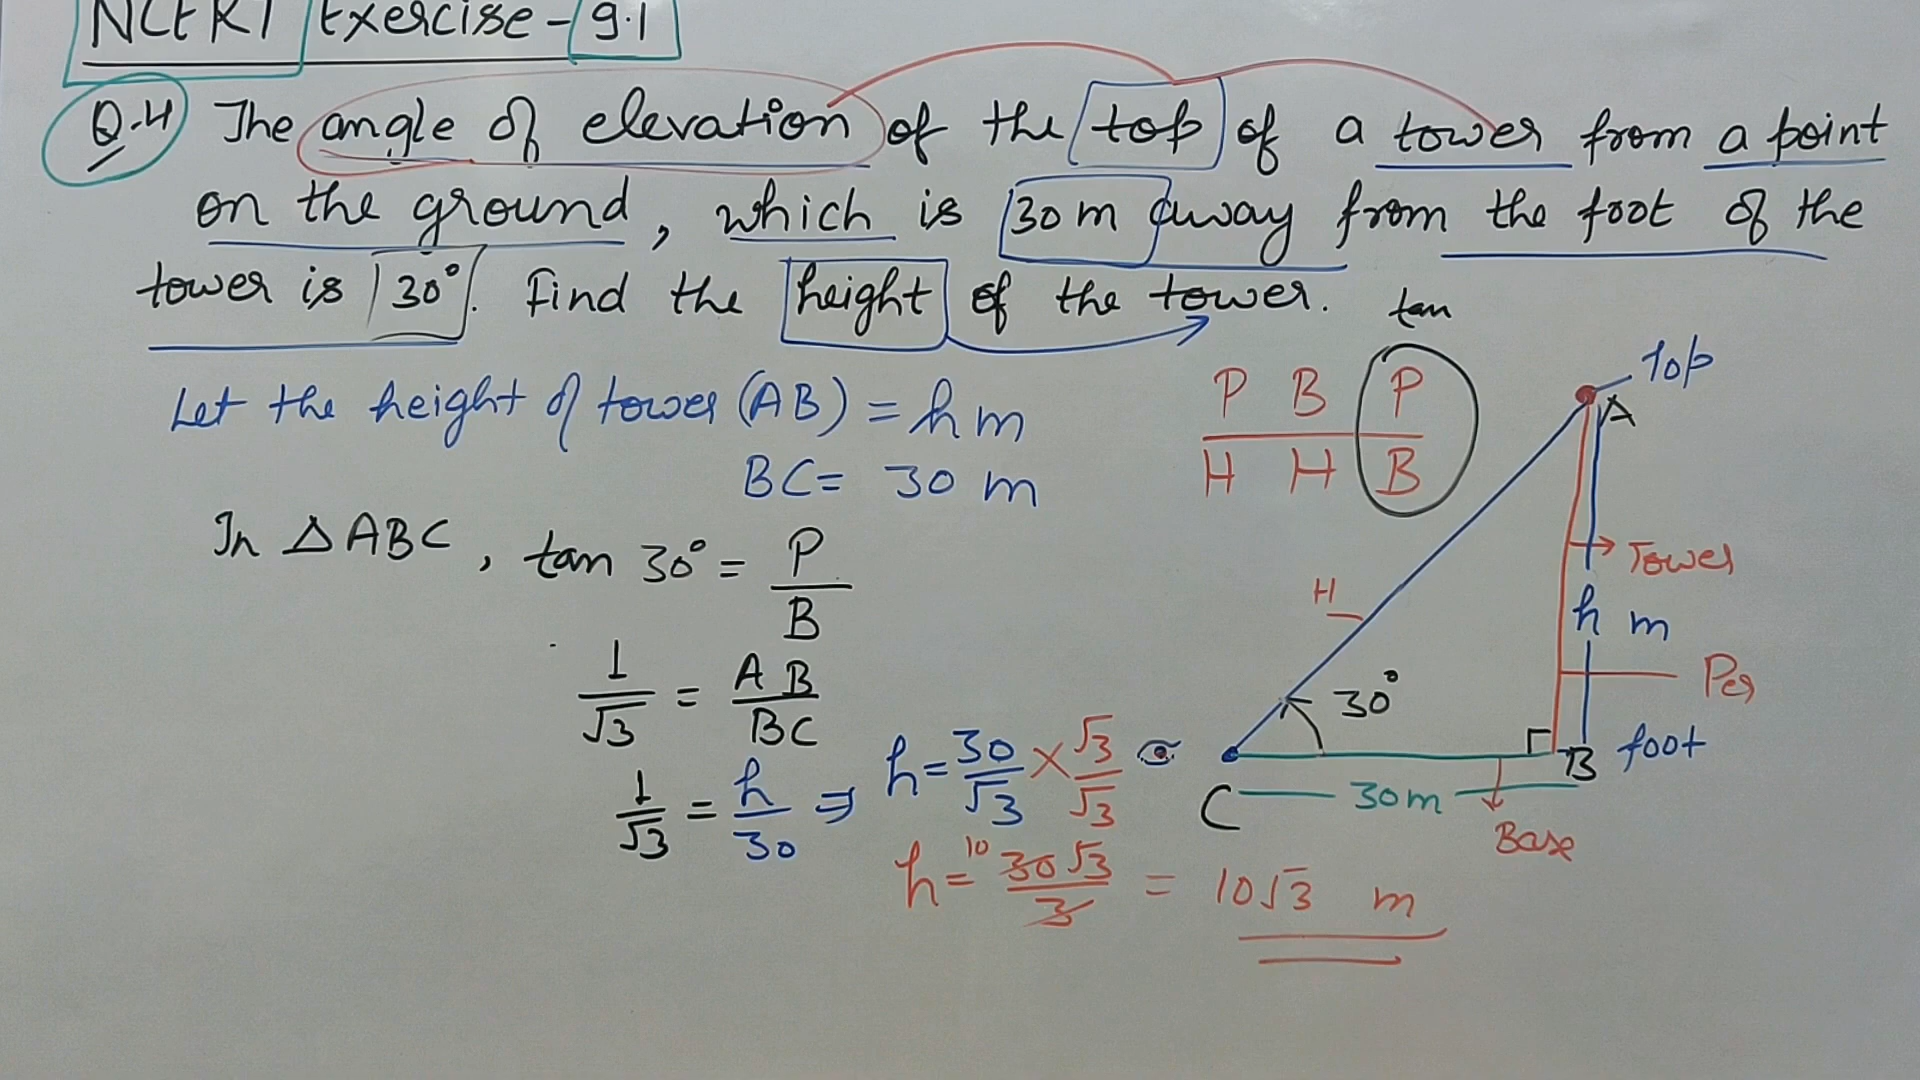 NCERT Exercise-9.1
Q.4 The angle of elevation of the top of a tower from a point
on the ground, which is 30 m away from the foot of the
tower is 30°. Find the height of the tower.
tan
P B P
H H B
Let the height of tower (AB) = h m
BC = 30 m
In △ABC, tan 30° = P/B
1/√3 = AB/BC
1/√3 = h/30 ⇒ h = 30/√3 × √3/√3
h = 10 30√3/3 = 10√3 m
Top
A
Tower
H
h m
Per
30°
C
B foot
30m
Base